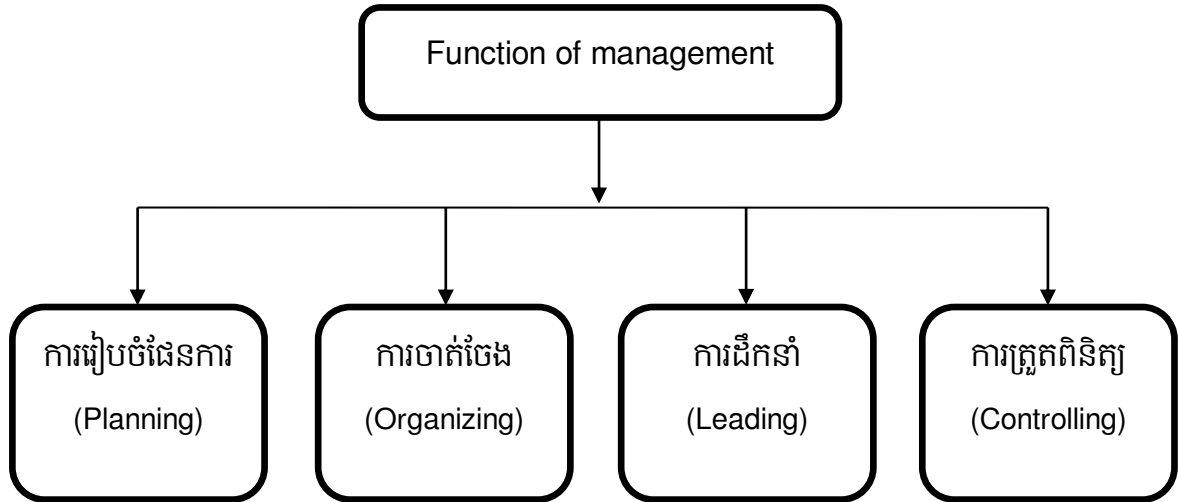 Function of management
ការរៀបចំផែនការ
(Planning)
ការចាត់ចែង
(Organizing)
ការដឹកនាំ
(Leading)
ការត្រួតពិនិត្យ
(Controlling)